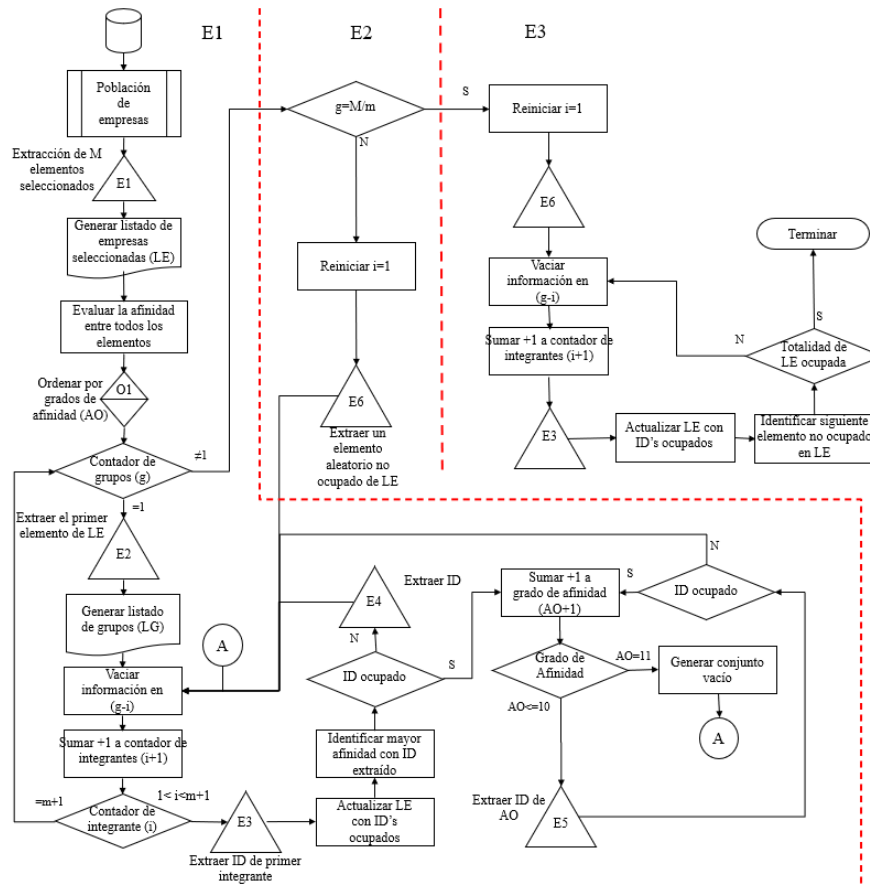 E1
E2
E3
Población
de
empresas
Extracción de M
elementos
seleccionados
E1
Generar listado de
empresas
seleccionadas (LE)
Evaluar la afinidad
entre todos los
elementos
Ordenar por
grados de
afinidad (AO)
O1
Contador de
grupos (g)
≠1
=1
Extraer el primer
elemento de LE
E2
Generar listado
de grupos (LG)
Vaciar
información en
(g-i)
Sumar +1 a contador de
integrantes (i+1)
Contador de
integrante (i)
=m+1
1< i<m+1
E3
Extraer ID de primer
integrante
A
g=M/m
S
N
Reiniciar i=1
E6
Extraer un
elemento
aleatorio no
ocupado de LE
Reiniciar i=1
E6
Vaciar
información en
(g-i)
Sumar +1 a contador de
integrantes (i+1)
E3
Actualizar LE con
ID’s ocupados
Identificar siguiente
elemento no ocupado
en LE
Totalidad de
LE ocupada
N
S
Terminar
Extraer ID
E4
N
ID ocupado
S
Identificar mayor
afinidad con ID
extraído
Actualizar LE
con ID’s
ocupados
Sumar +1 a
grado de afinidad
(AO+1)
S
ID ocupado
N
Grado de
Afinidad
AO=11
Generar conjunto
vacío
A
AO<=10
Extraer ID de
AO
E5